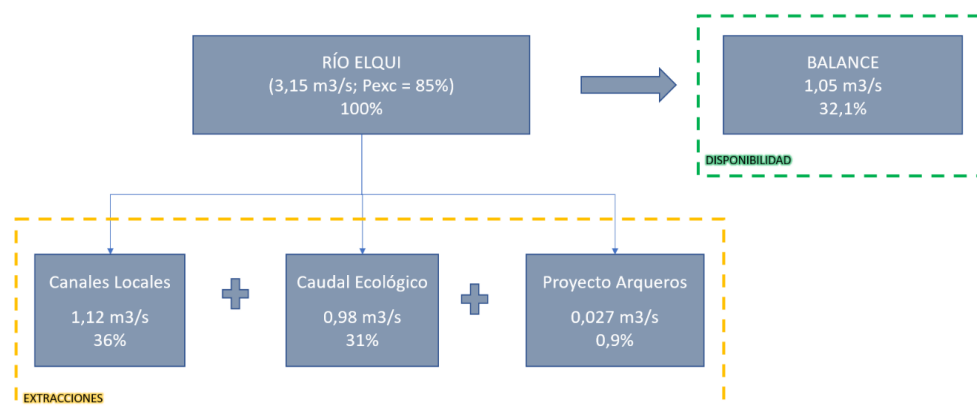 RÍO ELQUI
(3,15 m3/s; Pexc = 85%)
100%
BALANCE
1,05 m3/s
32,1%
DISPONIBILIDAD
Canales Locales
1,12 m3/s
36%
Caudal Ecológico
0,98 m3/s
31%
Proyecto Arqueros
0,027 m3/s
0,9%
EXTRACCIONES